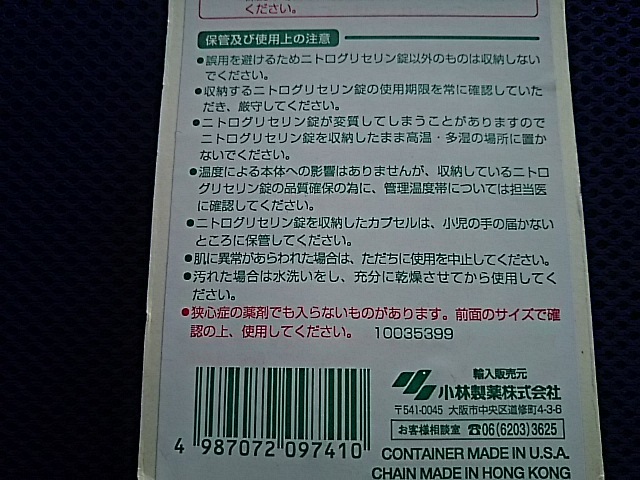 ください。
保管及び使用上の注意
●誤用を避けるためニトログリセリン錠以外のものは収納しない
でください。
●収納するニトログリセリン錠の使用期限を常に確認していた
だき、厳守してください。
●ニトログリセリン錠が変質してしまうことがありますので
ニトログリセリン錠を収納したまま高温・多湿の場所に置か
ないでください。
●温度による本体への影響はありませんが、収納しているニトロ
グリセリン錠の品質確保の為に、管理温度帯については担当医
に確認してください。
●ニトログリセリン錠を収納したカプセルは、小児の手の届かない
ところに保管してください。
●肌に異常があらわれた場合は、ただちに使用を中止してください。
●汚れた場合は水洗いをし、充分に乾燥させてから使用してく
ださい。
●狭心症の薬剤でも入らないものがあります。前面のサイズで確
認の上、使用してください。 10035399
輸入販売元
小林製薬株式会社
〒541-0045 大阪市中央区道修町4-3-6
お客様相談室 ☎06(6203)3625
4 987072 097410
CONTAINER MADE IN U.S.A.
CHAIN MADE IN HONG KONG